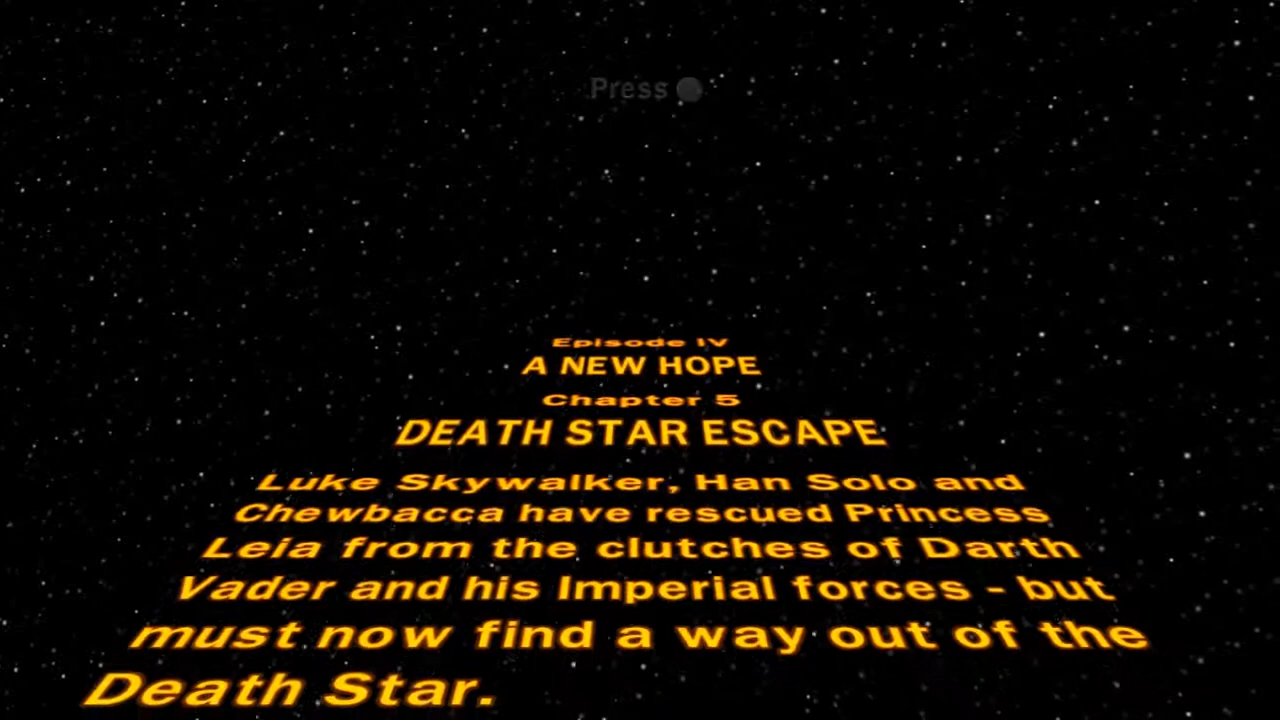 Press
Episode IV
A NEW HOPE
Chapter 5
DEATH STAR ESCAPE
Luke Skywalker, Han Solo and
Chewbacca have rescued Princess
Leia from the clutches of Darth
Vader and his Imperial forces - but
must now find a way out of the
Death Star.